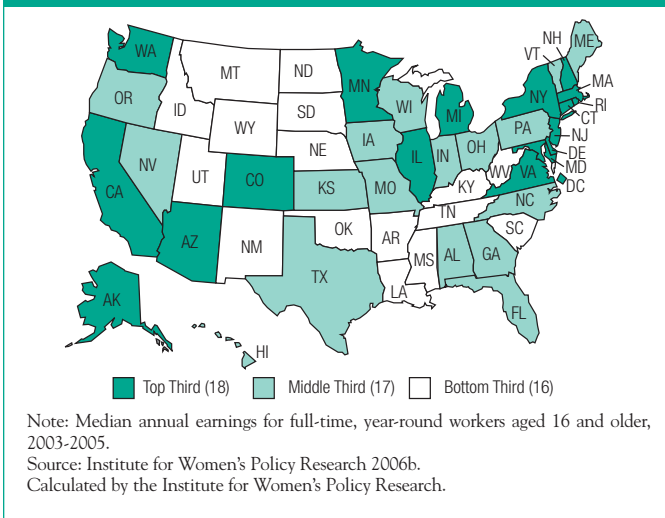 WA
MT
ND
MN
VT
NH
ME
OR
ID
SD
WI
MI
NY
MA
RI
CT
WY
IA
PA
NJ
NE
OH
DE
MD
NV
UT
CO
IL
IN
WV
VA
DC
CA
KS
MO
KY
NC
TN
AZ
NM
OK
AR
SC
MS
AL
GA
TX
LA
AK
FL
HI
Top Third (18) Middle Third (17) Bottom Third (16)
Note: Median annual earnings for full-time, year-round workers aged 16 and older,
2003-2005.
Source: Institute for Women's Policy Research 2006b.
Calculated by the Institute for Women's Policy Research.